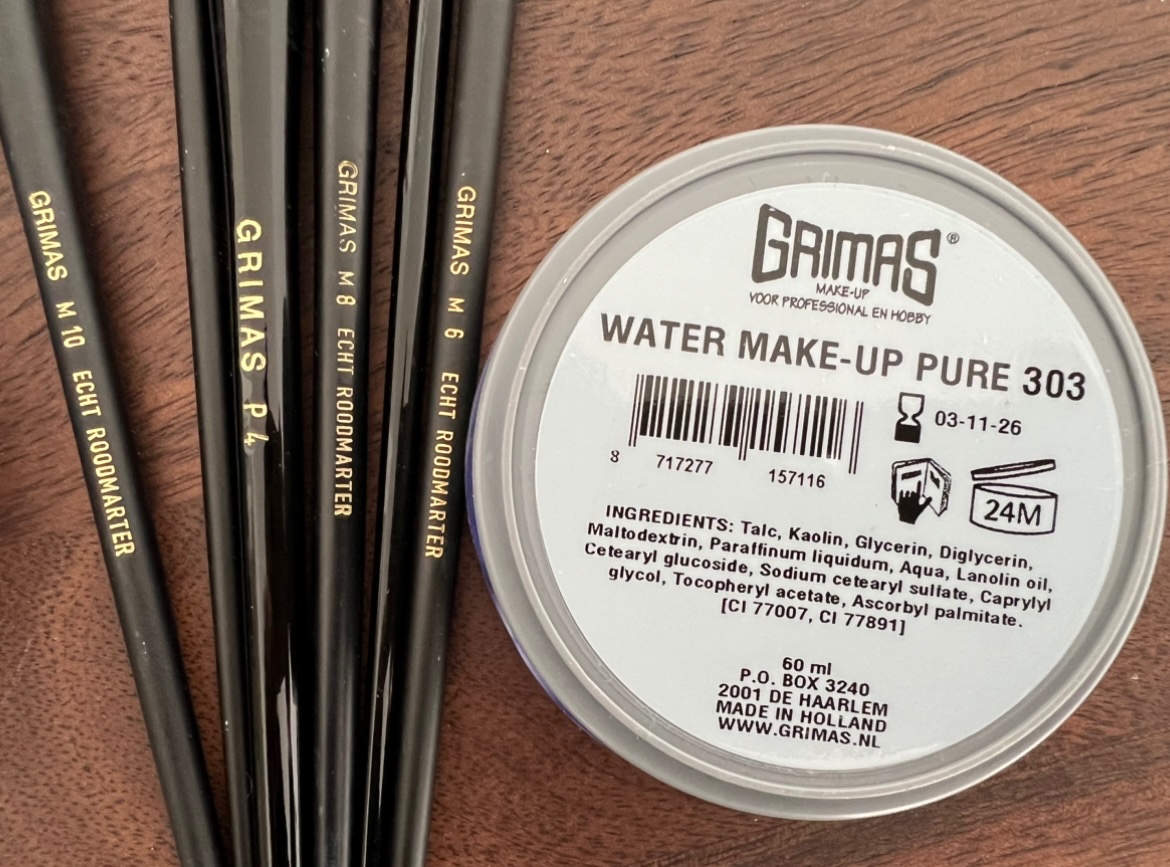 GRIMAS M 10 ECHT ROODMARTER
GRIMAS P 4
GRIMAS M 8 ECHT ROODMARTER
GRIMAS M 6 ECHT ROODMARTER
GRIMAS®
MAKE-UP
VOOR PROFESSIONAL EN HOBBY
WATER MAKE-UP PURE 303
03-11-26
8 717277 157116
24M
INGREDIENTS: Talc, Kaolin, Glycerin, Diglycerin,
Maltodextrin, Paraffinum liquidum, Aqua, Lanolin oil,
Cetearyl glucoside, Sodium cetearyl sulfate, Caprylyl
glycol, Tocopheryl acetate, Ascorbyl palmitate.
[CI 77007, CI 77891]
60 ml
P.O. BOX 3240
2001 DE HAARLEM
MADE IN HOLLAND
WWW.GRIMAS.NL